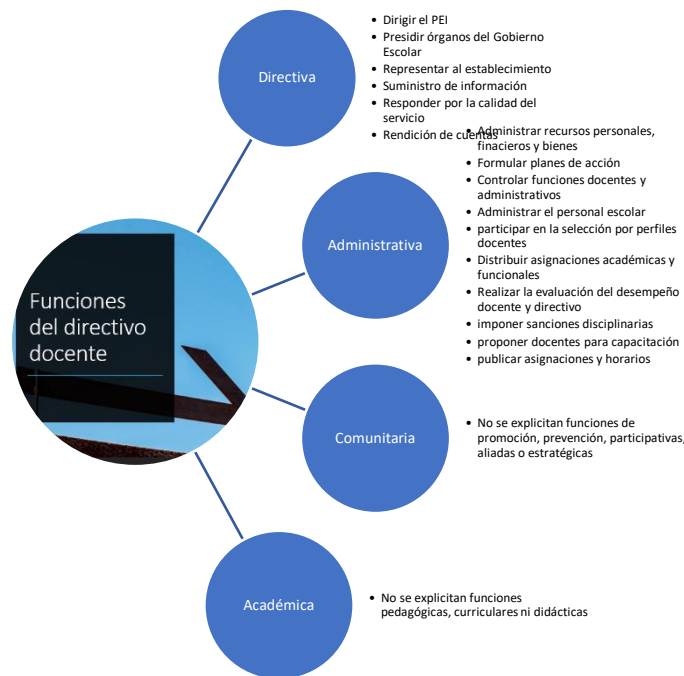 Funciones
del directivo
docente
Directiva
• Dirigir el PEI
• Presidir órganos del Gobierno
Escolar
• Representar al establecimiento
• Suministro de información
• Responder por la calidad del
servicio
• Rendición de cuentas
Administrativa
• Administrar recursos personales,
finacieros y bienes
• Formular planes de acción
• Controlar funciones docentes y
administrativos
• Administrar el personal escolar
• participar en la selección por perfiles
docentes
• Distribuir asignaciones académicas y
funcionales
• Realizar la evaluación del desempeño
docente y directivo
• imponer sanciones disciplinarias
• proponer docentes para capacitación
• publicar asignaciones y horarios
Comunitaria
• No se explicitan funciones de
promoción, prevención, participativas,
aliadas o estratégicas
Académica
• No se explicitan funciones
pedagógicas, curriculares ni didácticas